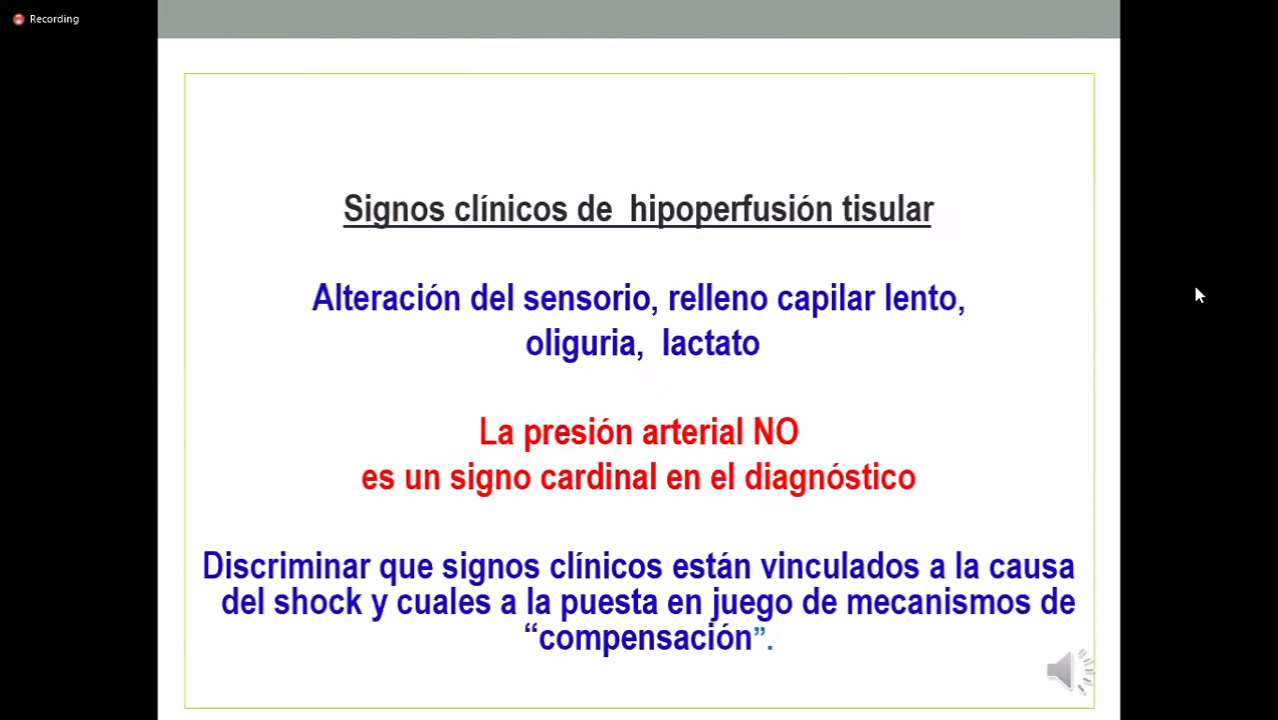 Recording
Signos clínicos de hipoperfusión tisular
Alteración del sensorio, relleno capilar lento,
oliguria, lactato
La presión arterial NO
es un signo cardinal en el diagnóstico
Discriminar que signos clínicos están vinculados a la causa
del shock y cuales a la puesta en juego de mecanismos de
“compensación”.